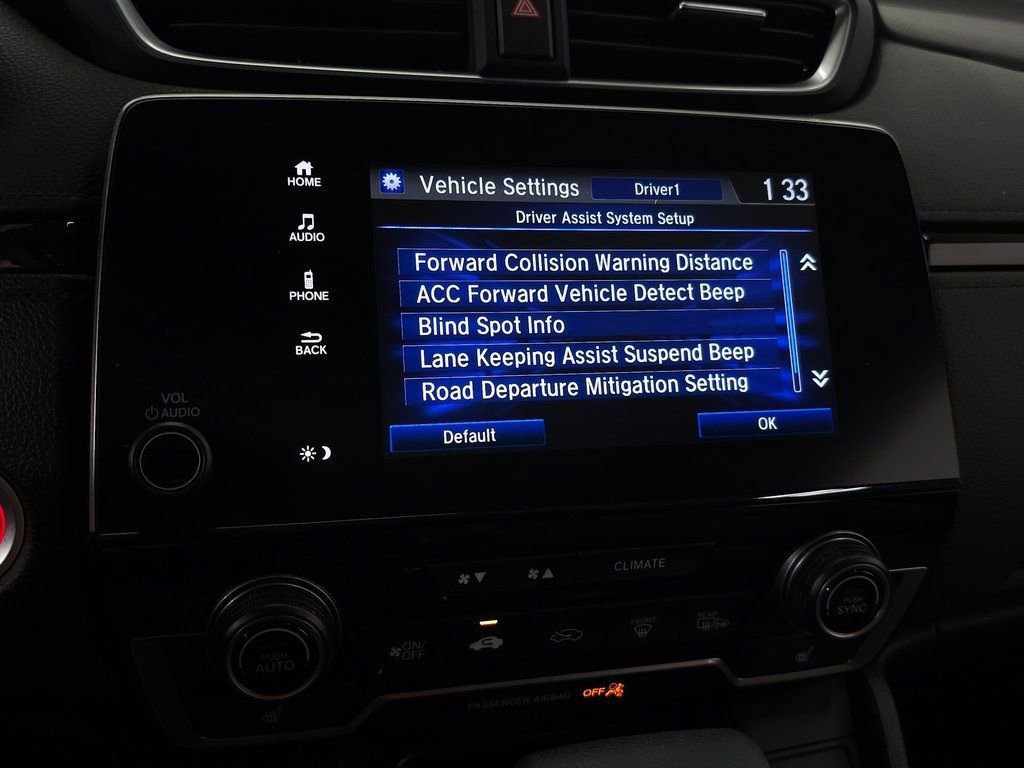 HOME
AUDIO
PHONE
BACK
VOL
AUDIO
Vehicle Settings
Driver1
1 33
Driver Assist System Setup
Forward Collision Warning Distance
ACC Forward Vehicle Detect Beep
Blind Spot Info
Lane Keeping Assist Suspend Beep
Road Departure Mitigation Setting
Default
OK
CLIMATE
PUSH
AUTO
ON/
OFF
FRONT
REAR
PUSH
SYNC
PASSENGER AIRBAG
OFF